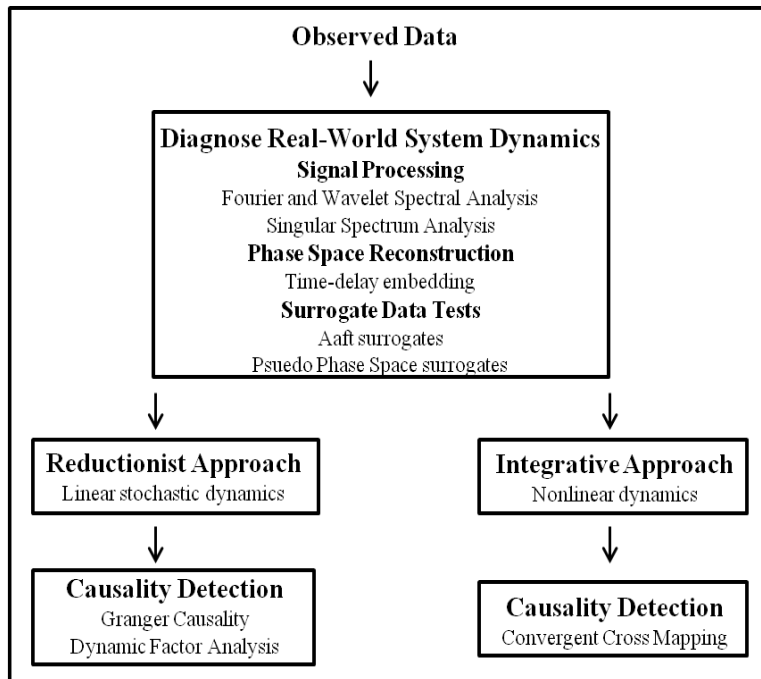 Observed Data
Diagnose Real-World System Dynamics
Signal Processing
Fourier and Wavelet Spectral Analysis
Singular Spectrum Analysis
Phase Space Reconstruction
Time-delay embedding
Surrogate Data Tests
Aaft surrogates
Psuedo Phase Space surrogates
Reductionist Approach
Linear stochastic dynamics
Integrative Approach
Nonlinear dynamics
Causality Detection
Granger Causality
Dynamic Factor Analysis
Causality Detection
Convergent Cross Mapping